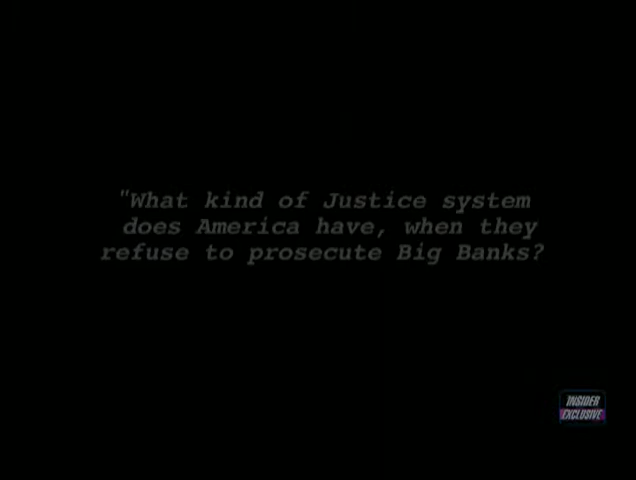 "What kind of Justice system
does America have, when they
refuse to prosecute Big Banks?
INSIDER
EXCLUSIVE